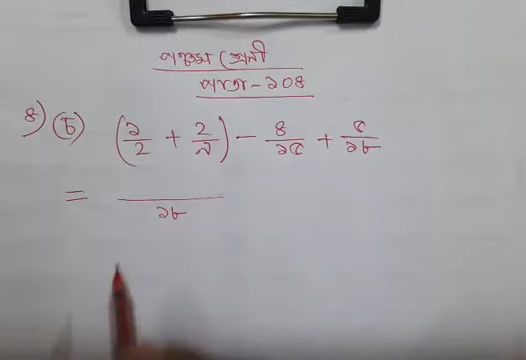 পঞ্চম শ্রেণী
পাতা - ১০৪
৪) (চ) (১/২ + ২/৯) - ৪/১৫ + ৫/১৮
= /১৮